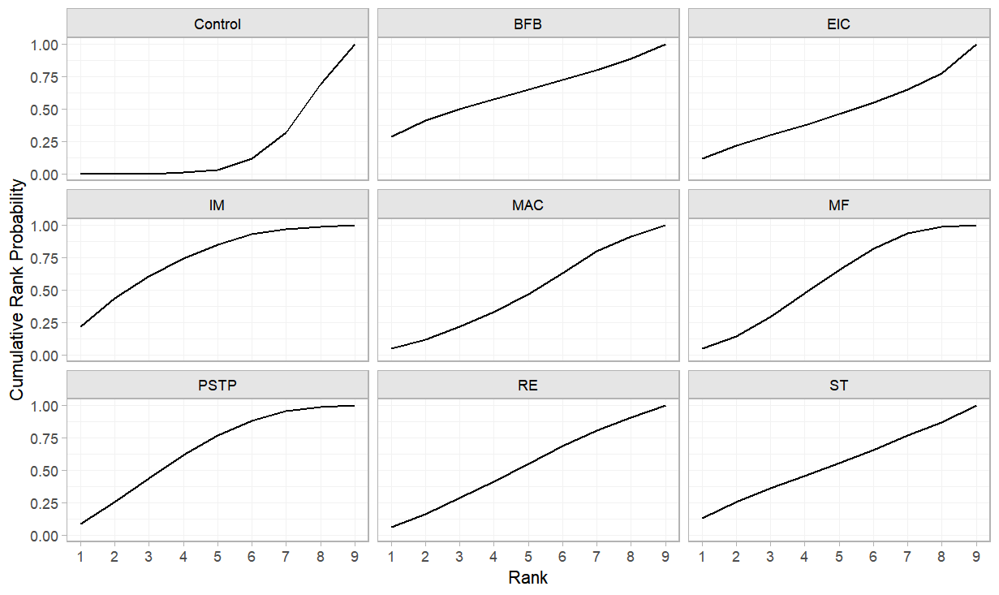 Control BFB EIC
1.00
0.75
0.50
0.25
0.00
IM MAC MF
1.00
0.75
0.50
0.25
0.00
PSTP RE ST
1.00
0.75
0.50
0.25
0.00
1 2 3 4 5 6 7 8 9 1 2 3 4 5 6 7 8 9 1 2 3 4 5 6 7 8 9
Rank
Cumulative Rank Probability